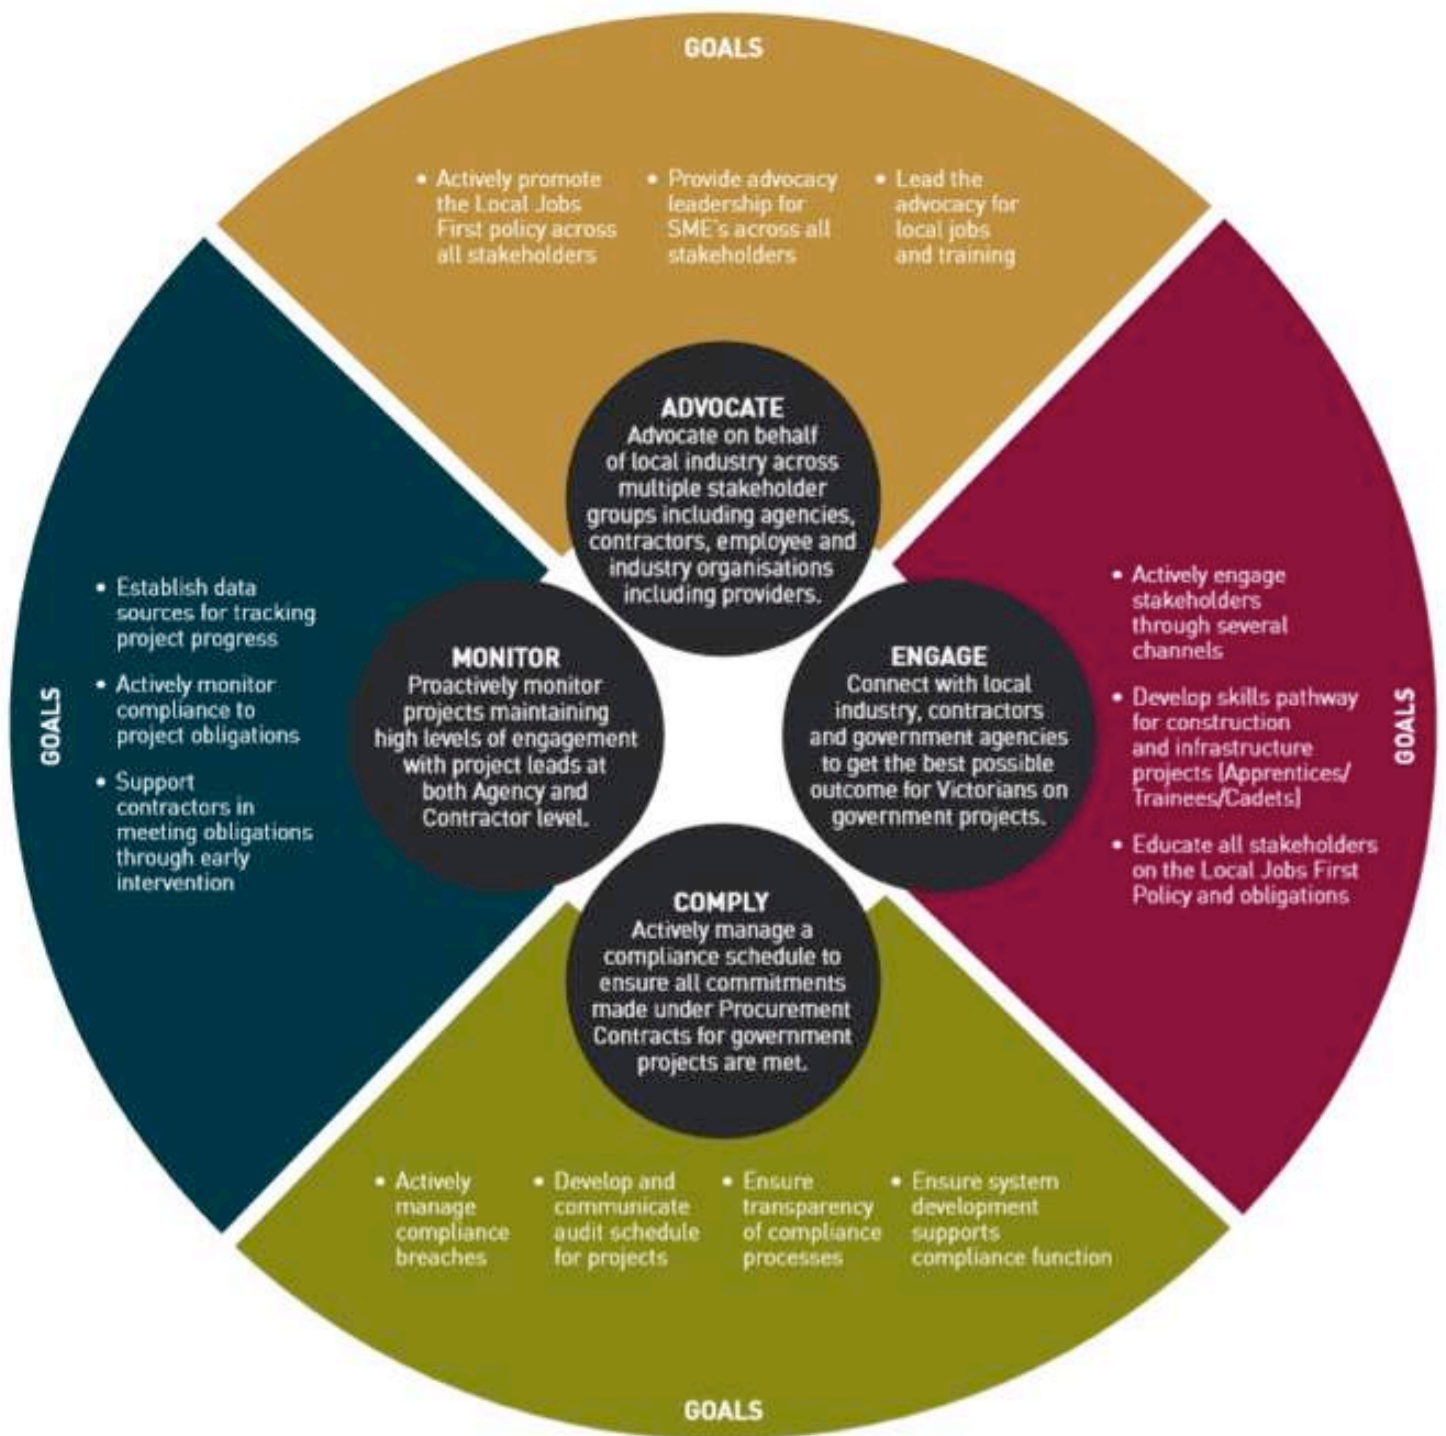 GOALS
• Actively promote
the Local Jobs
First policy across
all stakeholders
• Provide advocacy
leadership for
SME's across all
stakeholders
• Lead the
advocacy for
local jobs
and training
ADVOCATE
Advocate on behalf
of local industry across
multiple stakeholder
groups including agencies,
contractors, employee and
industry organisations
including providers.
GOALS
• Actively engage
stakeholders
through several
channels
• Develop skills pathway
for construction
and infrastructure
projects (Apprentices/
Trainees/Cadets)
• Educate all stakeholders
on the Local Jobs First
Policy and obligations
ENGAGE
Connect with local
industry, contractors
and government agencies
to get the best possible
outcome for Victorians on
government projects.
COMPLY
Actively manage a
compliance schedule to
ensure all commitments
made under Procurement
Contracts for government
projects are met.
• Actively
manage
compliance
breaches
• Develop and
communicate
audit schedule
for projects
• Ensure
transparency
of compliance
processes
• Ensure system
development
supports
compliance function
GOALS
MONITOR
Proactively monitor
projects maintaining
high levels of engagement
with project leads at
both Agency and
Contractor level.
• Establish data
sources for tracking
project progress
• Actively monitor
compliance to
project obligations
• Support
contractors in
meeting obligations
through early
intervention
GOALS